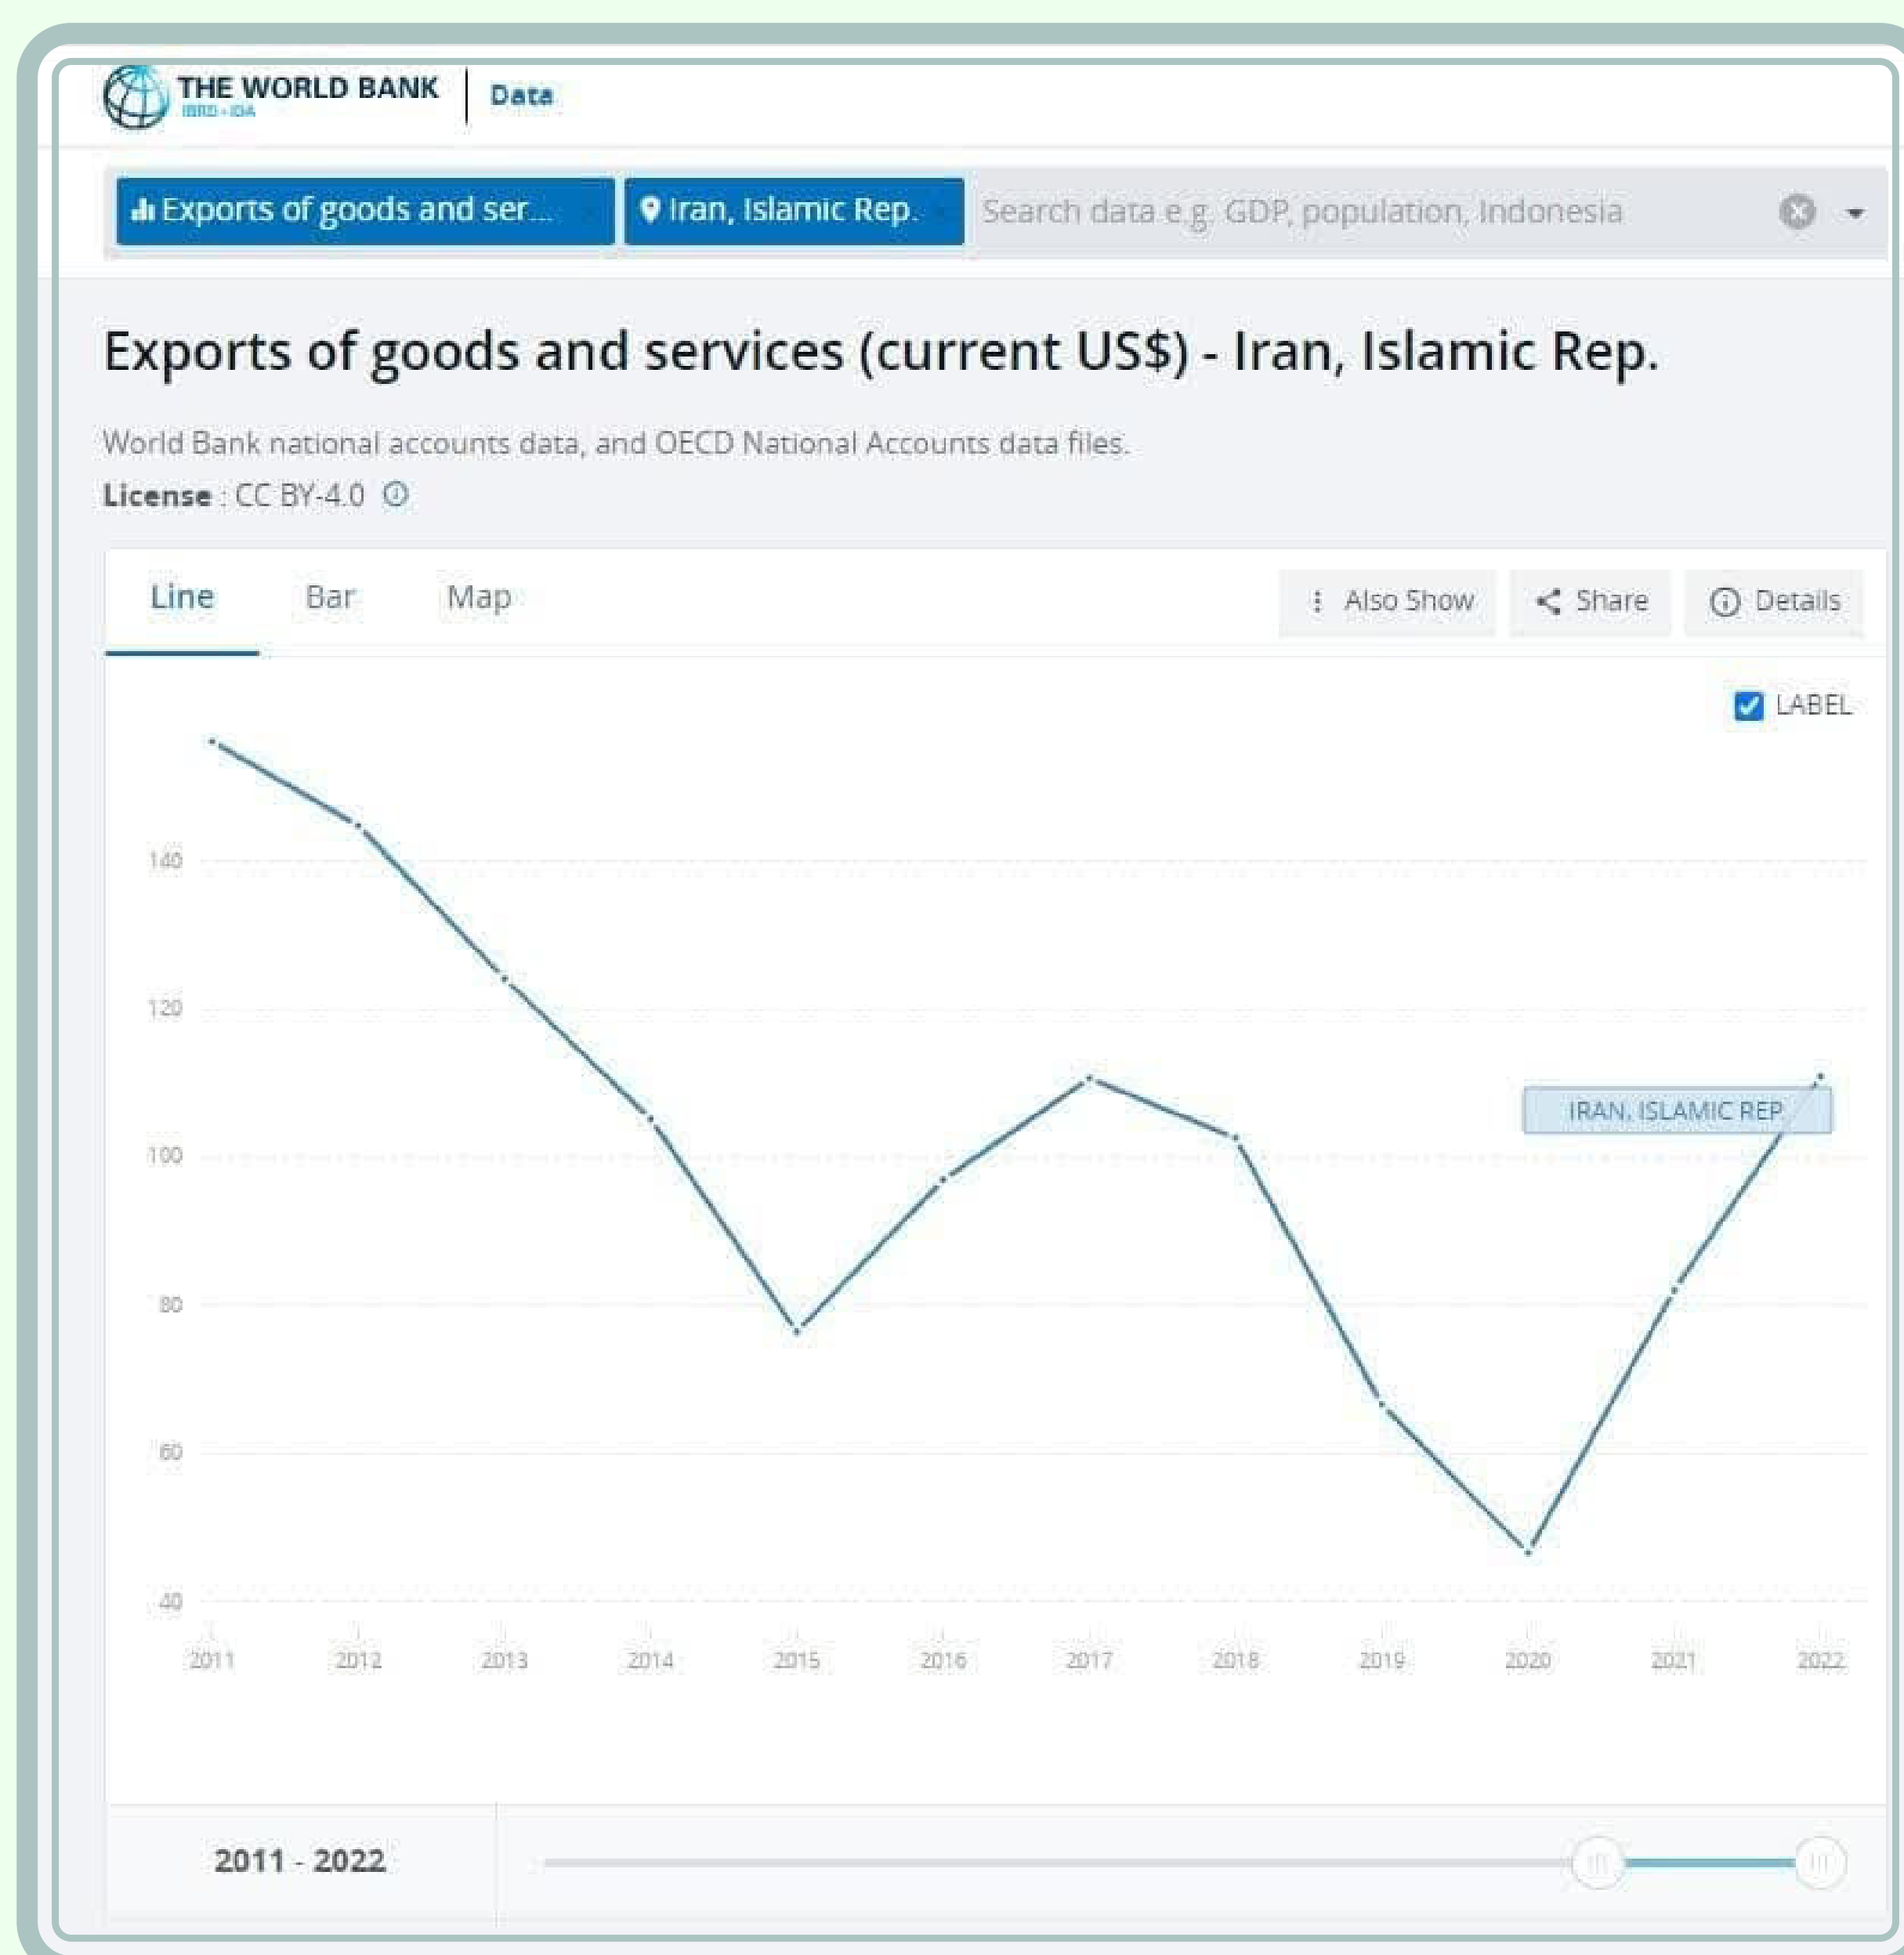 THE WORLD BANK
IBRD - IDA
Data
Exports of goods and ser...
Iran, Islamic Rep.
Search data e.g. GDP, population, Indonesia
Exports of goods and services (current US$) - Iran, Islamic Rep.
World Bank national accounts data, and OECD National Accounts data files.
License : CC BY-4.0
Line
Bar
Map
Also Show
Share
Details
LABEL
140
120
IRAN, ISLAMIC REP
100
80
60
40
2011 2012 2013 2014 2015 2016 2017 2018 2019 2020 2021 2022
2011 - 2022